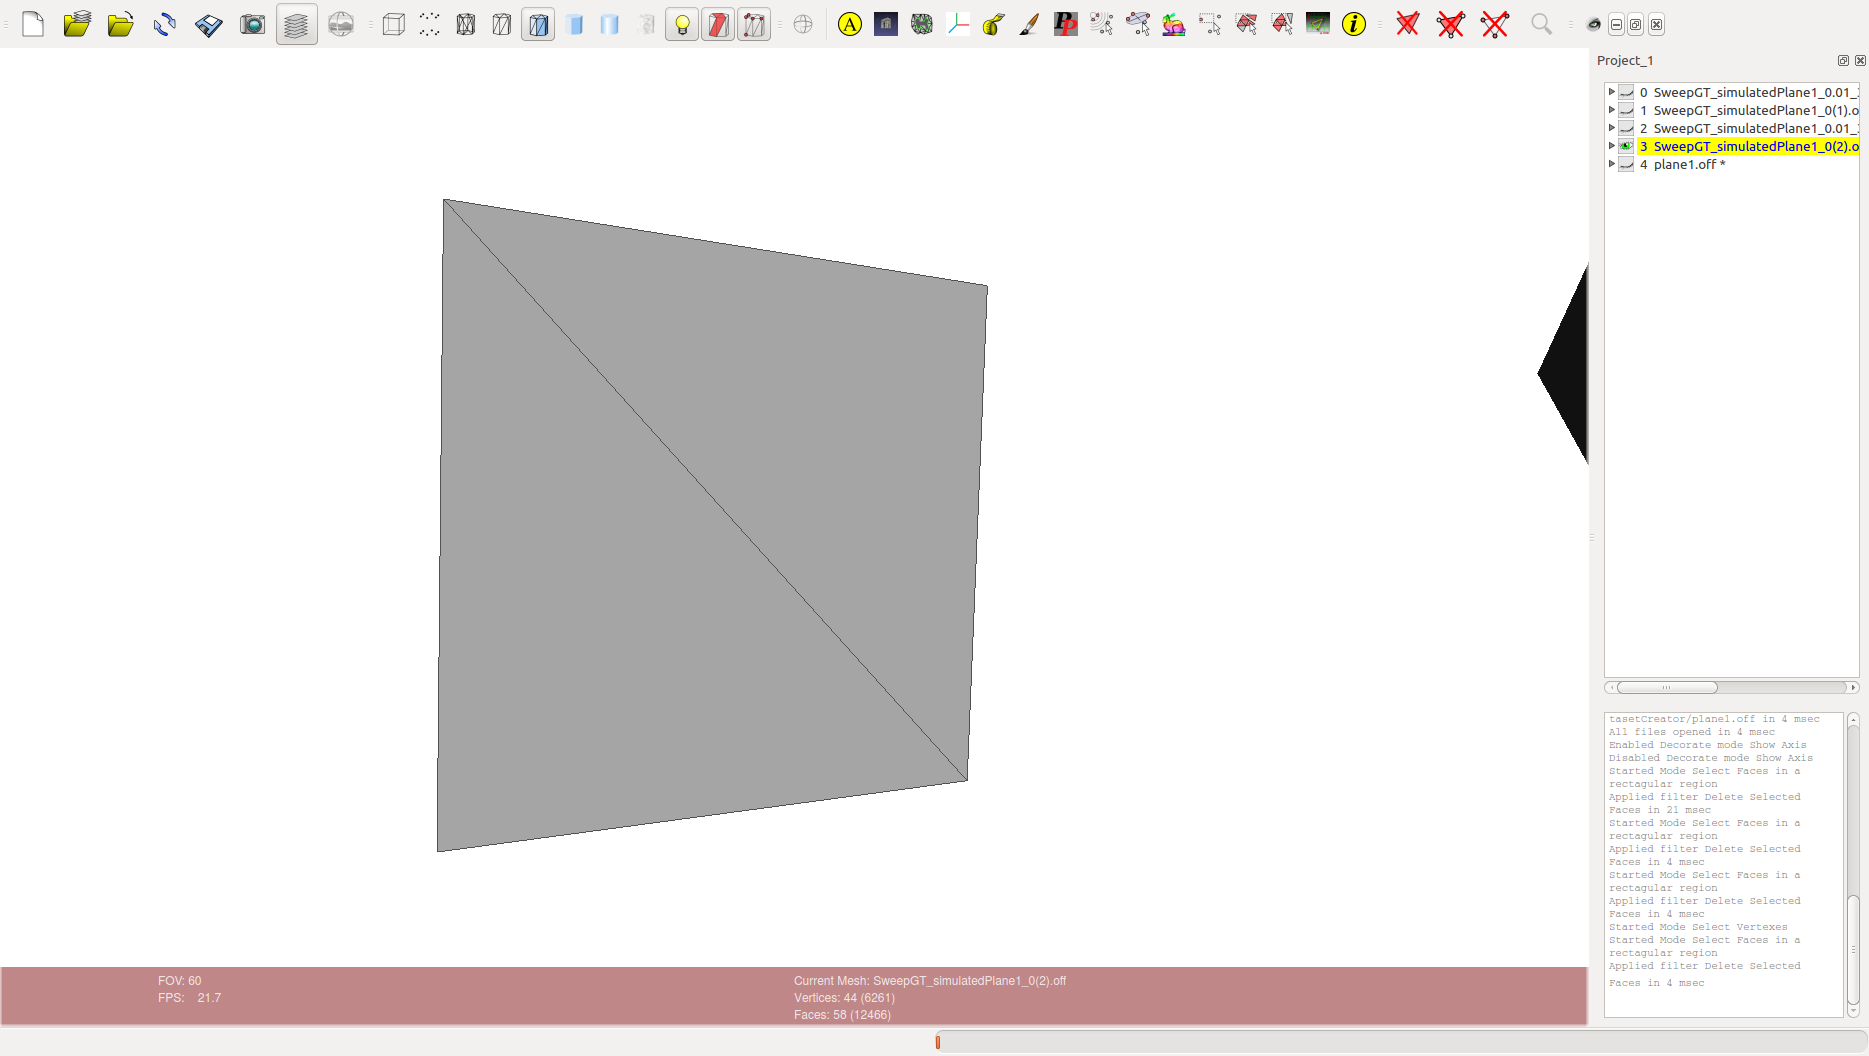 A
PP
i
Project_1
0 SweepGT_simulatedPlane1_0.01_
1 SweepGT_simulatedPlane1_0(1).o
2 SweepGT_simulatedPlane1_0.01_
3 SweepGT_simulatedPlane1_0(2).o
4 plane1.off *
tasetCreator/plane1.off in 4 msec
All files opened in 4 msec
Enabled Decorate mode Show Axis
Disabled Decorate mode Show Axis
Started Mode Select Faces in a
rectagular region
Applied filter Delete Selected
Faces in 21 msec
Started Mode Select Faces in a
rectagular region
Applied filter Delete Selected
Faces in 4 msec
Started Mode Select Faces in a
rectagular region
Applied filter Delete Selected
Faces in 4 msec
Started Mode Select Vertexes
Started Mode Select Faces in a
rectagular region
Applied filter Delete Selected
Faces in 4 msec
FOV: 60
FPS: 21.7
Current Mesh: SweepGT_simulatedPlane1_0(2).off
Vertices: 44 (6261)
Faces: 58 (12466)